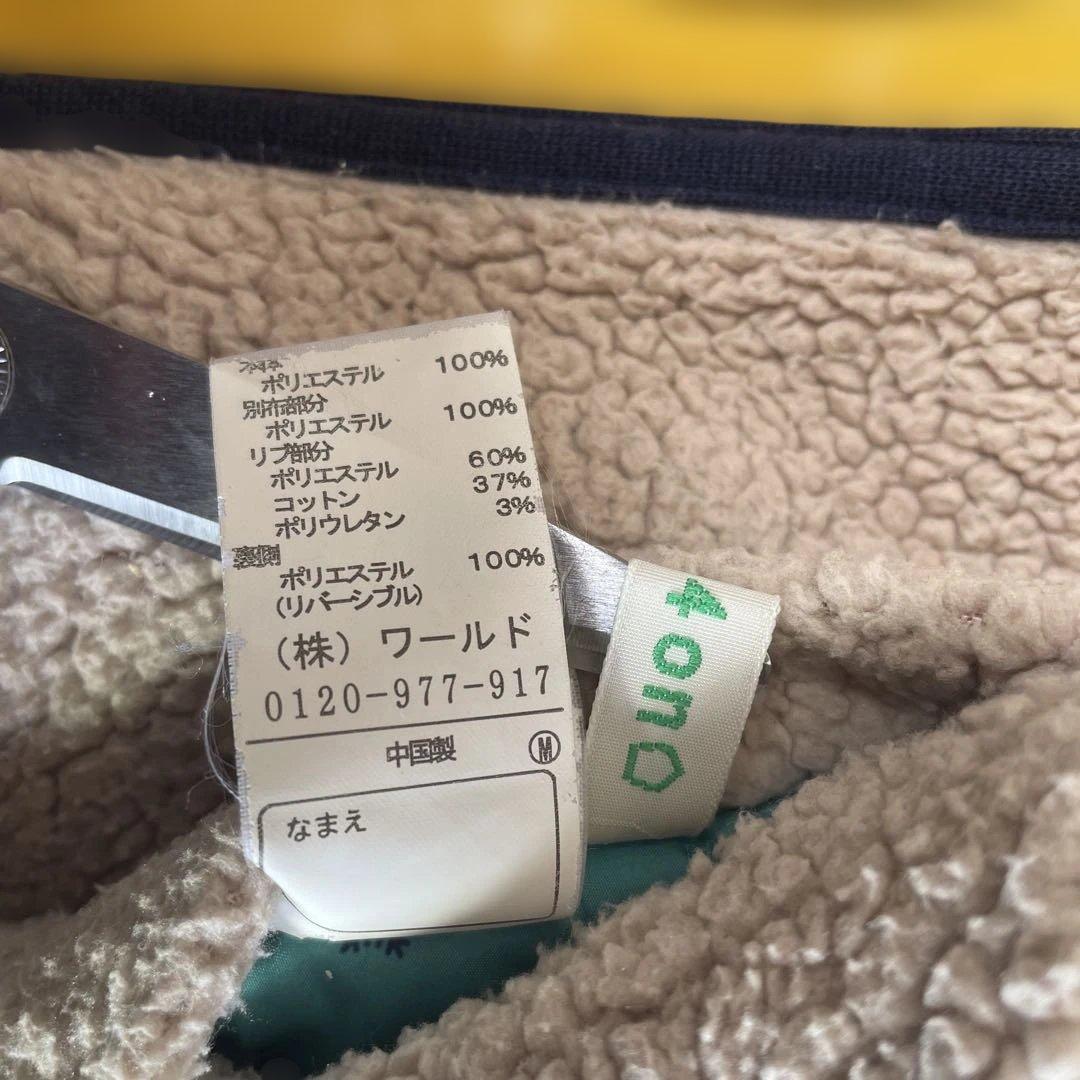 本体
ポリエステル 100%
別布部分
ポリエステル 100%
リブ部分
ポリエステル 60%
コットン 37%
ポリウレタン 3%
裏側
ポリエステル 100%
(リバーシブル)
(株) ワールド
0120-977-917
中国製 Ⓜ
なまえ